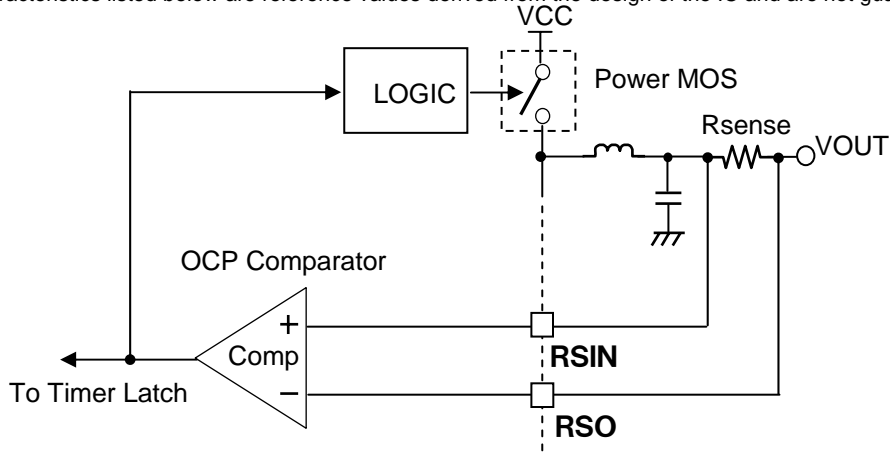 VCC
LOGIC
Power MOS
Rsense
VOUT
OCP Comparator
+
Comp
−
RSIN
To Timer Latch
RSO